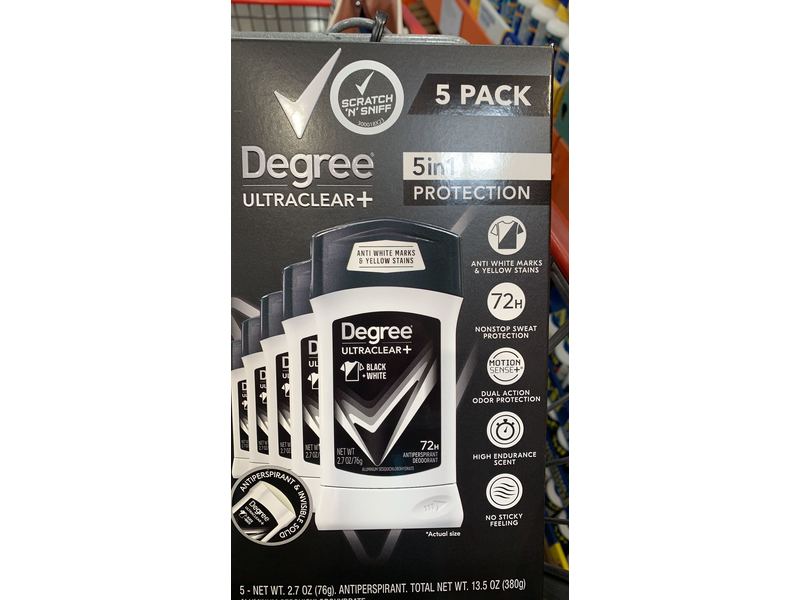 SCRATCH
'N' SNIFF
5 PACK
Degree
ULTRACLEAR+
5in1
PROTECTION
ANTI WHITE MARKS
& YELLOW STAINS
72H
NONSTOP SWEAT
PROTECTION
MOTION
SENSE+
DUAL ACTION
ODOR PROTECTION
HIGH ENDURANCE
SCENT
NO STICKY
FEELING
ANTI WHITE MARKS
& YELLOW STAINS
Degree
ULTRACLEAR+
BLACK
+WHITE
72H
ANTIPERSPIRANT
DEODORANT
NET WT
2.7 OZ/76g
ALUMINUM SESQUICHLOROHYDRATE
ANTIPERSPIRANT & INVISIBLE SOLID
Degree
ULTRACLEAR+
*Actual size
5 - NET WT. 2.7 OZ (76g). ANTIPERSPIRANT. TOTAL NET WT. 13.5 OZ (380g)